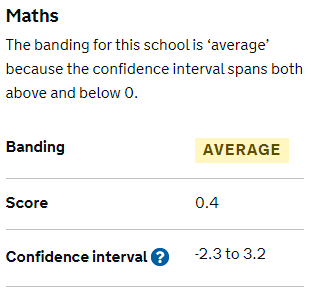 Maths
The banding for this school is ‘average’
because the confidence interval spans both
above and below 0.
Banding AVERAGE
Score 0.4
Confidence interval ? -2.3 to 3.2